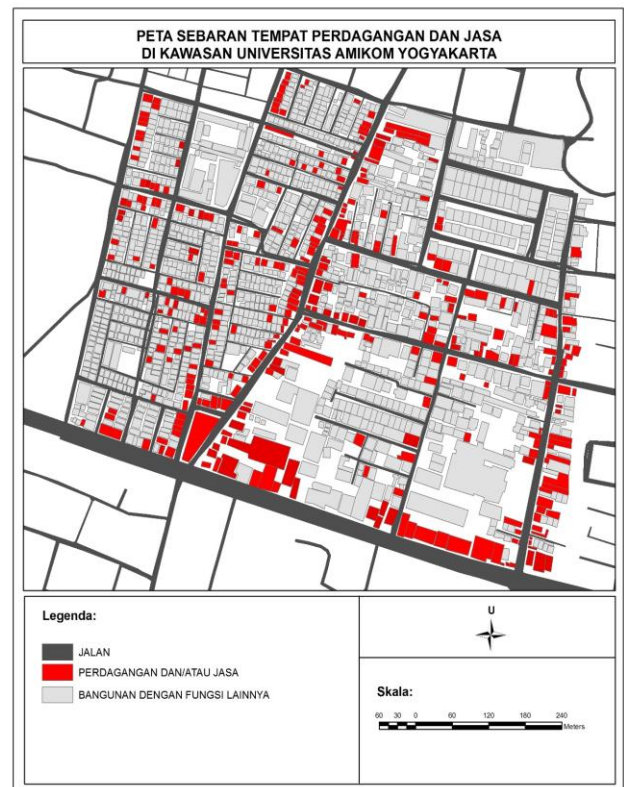 PETA SEBARAN TEMPAT PERDAGANGAN DAN JASA
DI KAWASAN UNIVERSITAS AMIKOM YOGYAKARTA
Legenda:
JALAN
PERDAGANGAN DAN/ATAU JASA
BANGUNAN DENGAN FUNGSI LAINNYA
U
Skala:
60 30 0 60 120 180 240
Meters